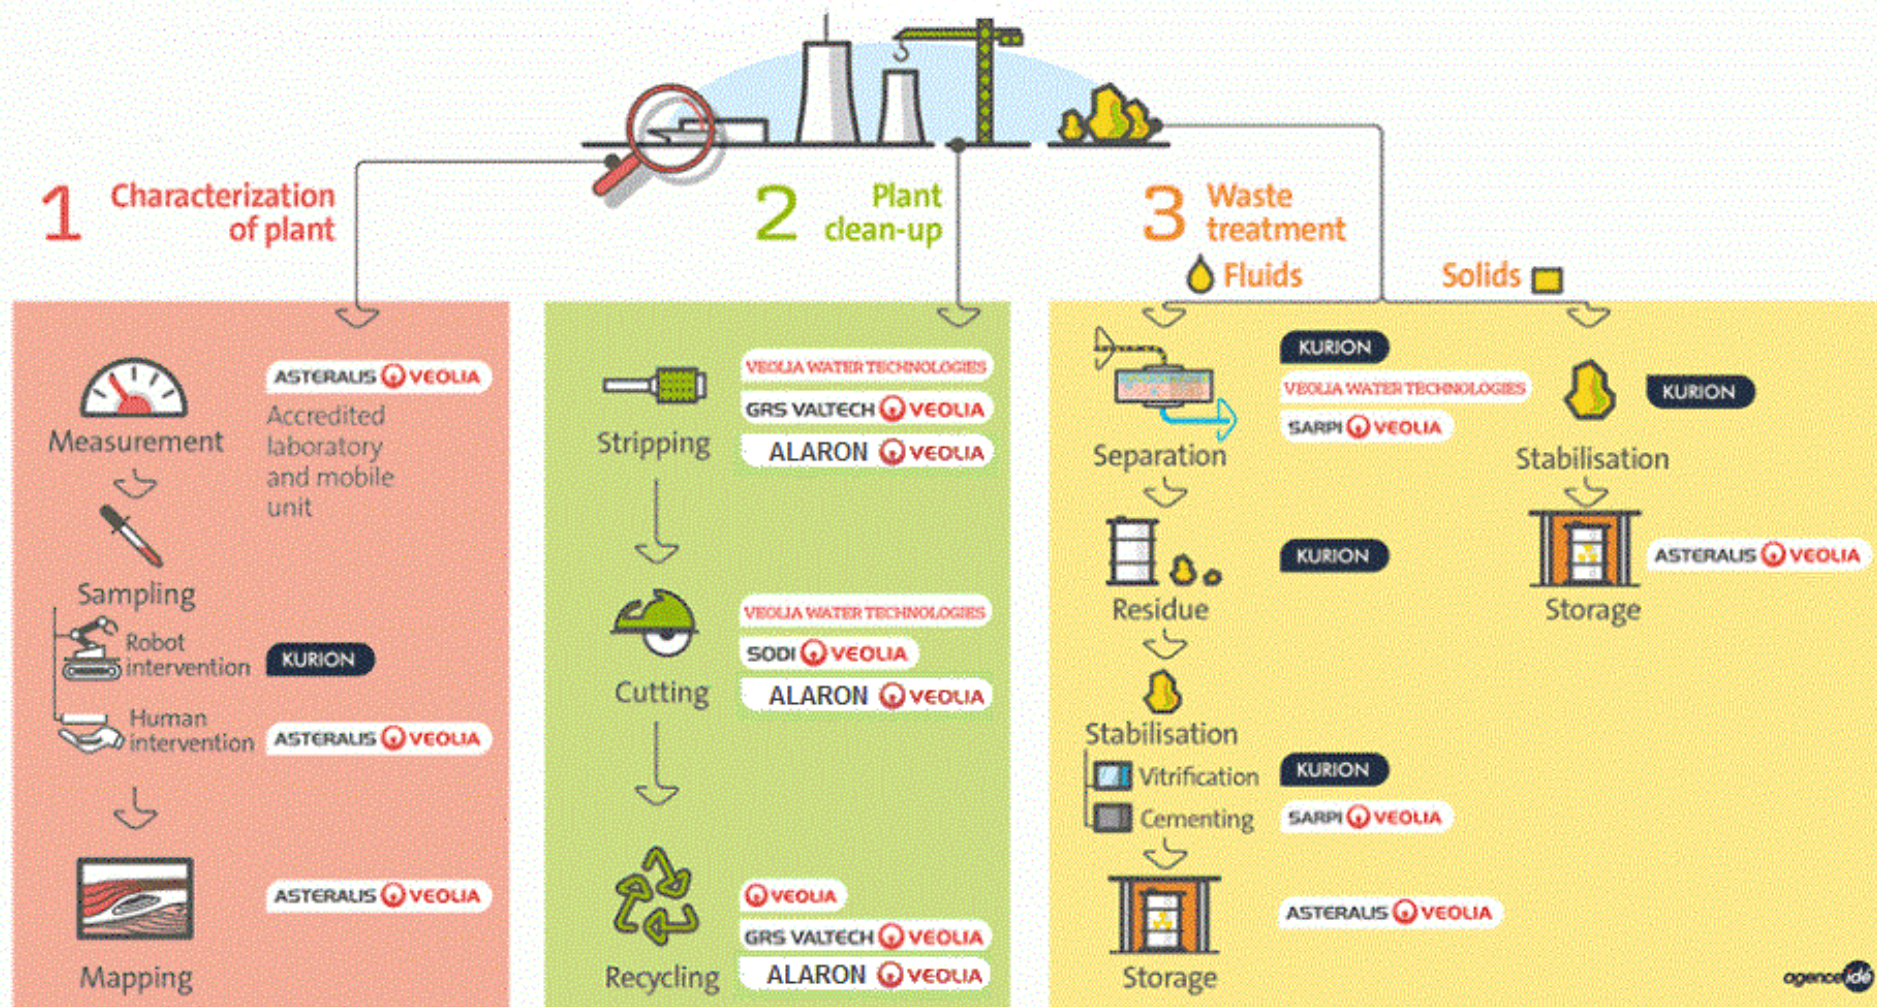 1
Characterization
of plant
2
Plant
clean-up
3
Waste
treatment
Fluids
Solids
Measurement
ASTERALIS VEOLIA
Accredited
laboratory
and mobile
unit
Sampling
Robot
intervention
KURION
Human
intervention
ASTERALIS VEOLIA
Mapping
ASTERALIS VEOLIA
Stripping
VEOLIA WATER TECHNOLOGIES
GRS VALTECH VEOLIA
ALARON VEOLIA
Cutting
VEOLIA WATER TECHNOLOGIES
SODI VEOLIA
ALARON VEOLIA
Recycling
VEOLIA
GRS VALTECH VEOLIA
ALARON VEOLIA
Separation
KURION
VEOLIA WATER TECHNOLOGIES
SARPI VEOLIA
Residue
KURION
Stabilisation
Vitrification
KURION
Cementing
SARPI VEOLIA
Storage
ASTERALIS VEOLIA
Stabilisation
KURION
Storage
ASTERALIS VEOLIA
agence idé